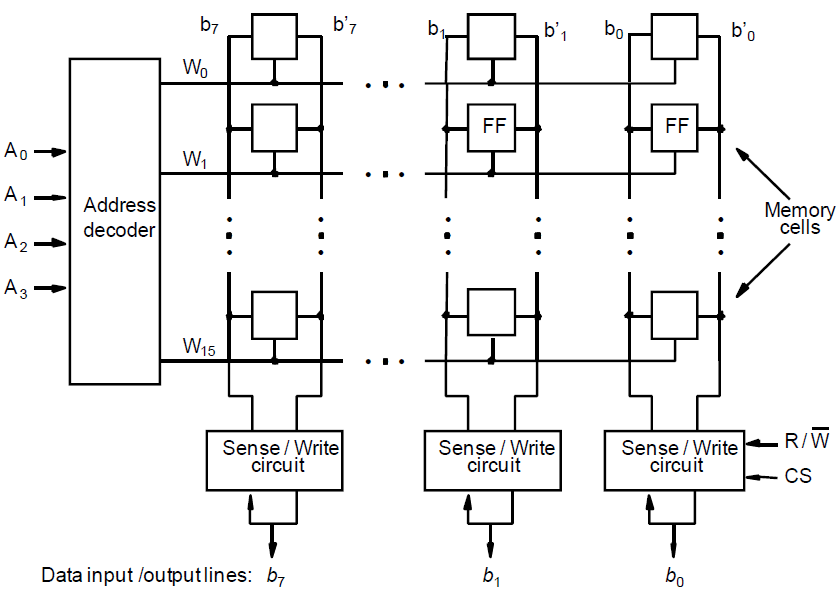 b7 b'7 b1 b'1 b0 b'0
W0
FF FF
A0
W1
A1
Address
decoder
Memory
cells
A2
A3
W15
Sense / Write
circuit
Sense / Write
circuit
Sense / Write
circuit
R / W̅
CS
Data input /output lines: b7 b1 b0